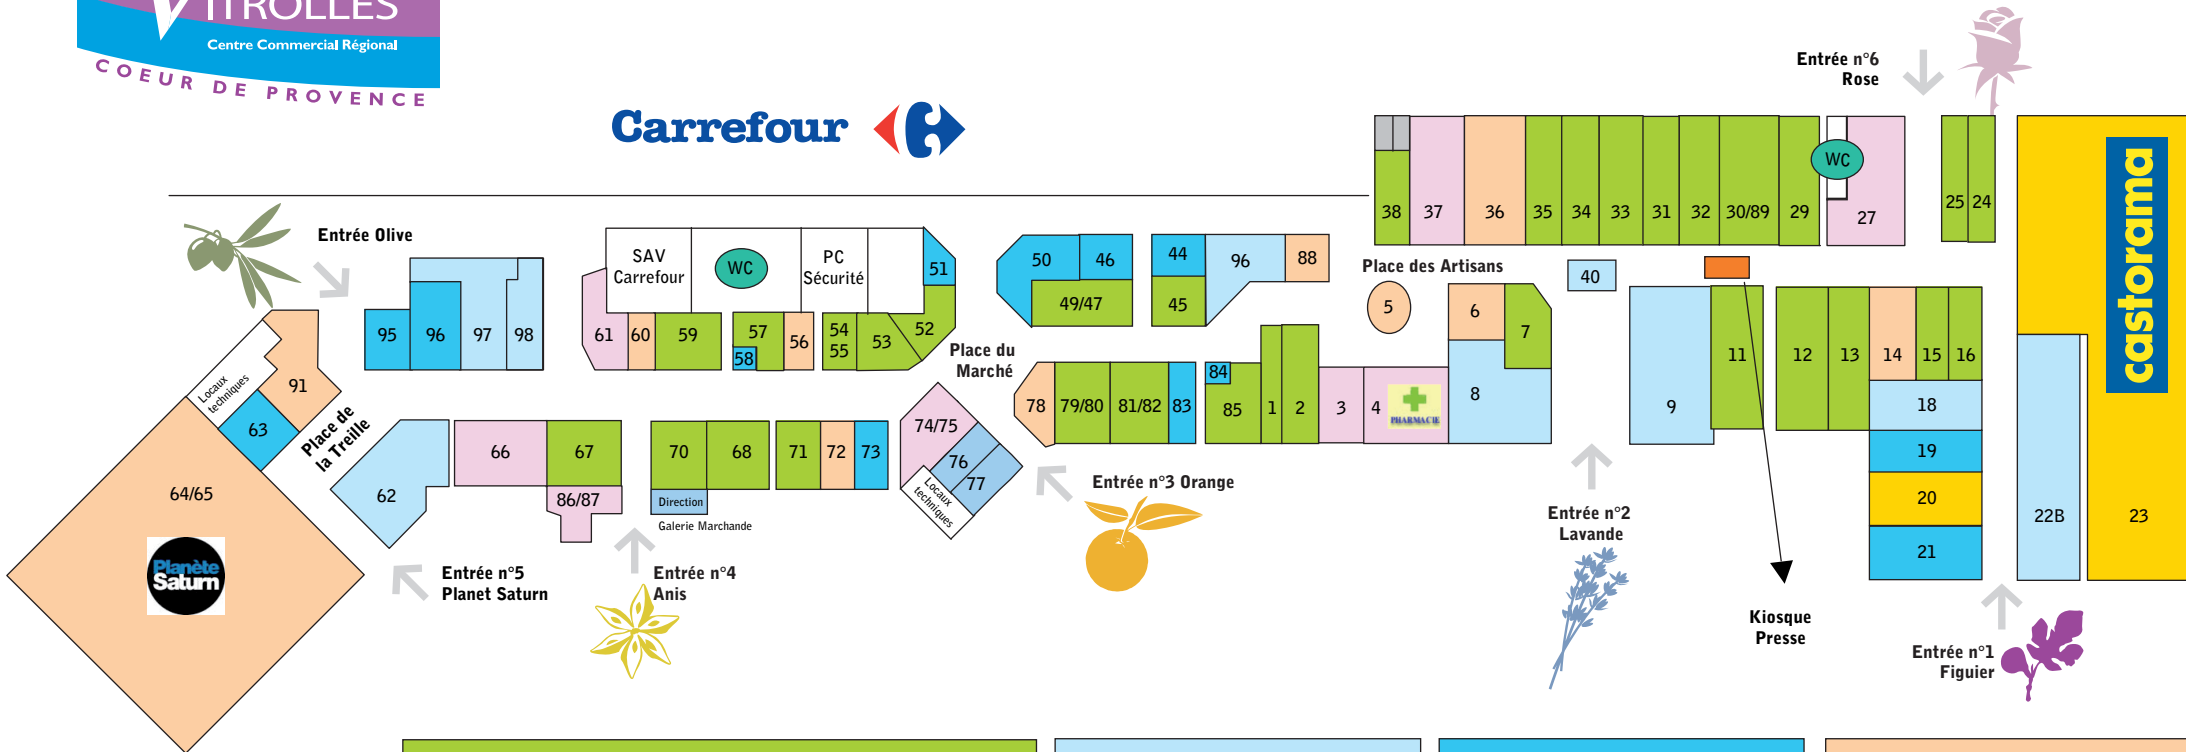 VITROLLES
Centre Commercial Régional
COEUR DE PROVENCE
Carrefour
Entrée n°6
Rose
castorama
WC
38
37
36
35
34
33
31
32
30/89
29
27
25
24
Entrée Olive
SAV
Carrefour
WC
PC
Sécurité
51
50
46
44
96
88
Place des Artisans
40
49/47
45
5
6
7
95
96
97
98
61
60
59
57
58
56
54
55
53
52
Place du
Marché
11
12
13
14
15
16
Locaux
techniques
91
63
Place de
la Treille
78
79/80
81/82
83
84
85
1
2
3
4
PHARMACIE
8
9
18
19
20
21
22B
23
64/65
Planète
Saturn
62
66
67
86/87
70
68
71
72
73
74/75
76
77
Locaux
techniques
Direction
Galerie Marchande
Entrée n°3 Orange
Entrée n°2
Lavande
Entrée n°5
Planet Saturn
Entrée n°4
Anis
Kiosque
Presse
Entrée n°1
Figuier